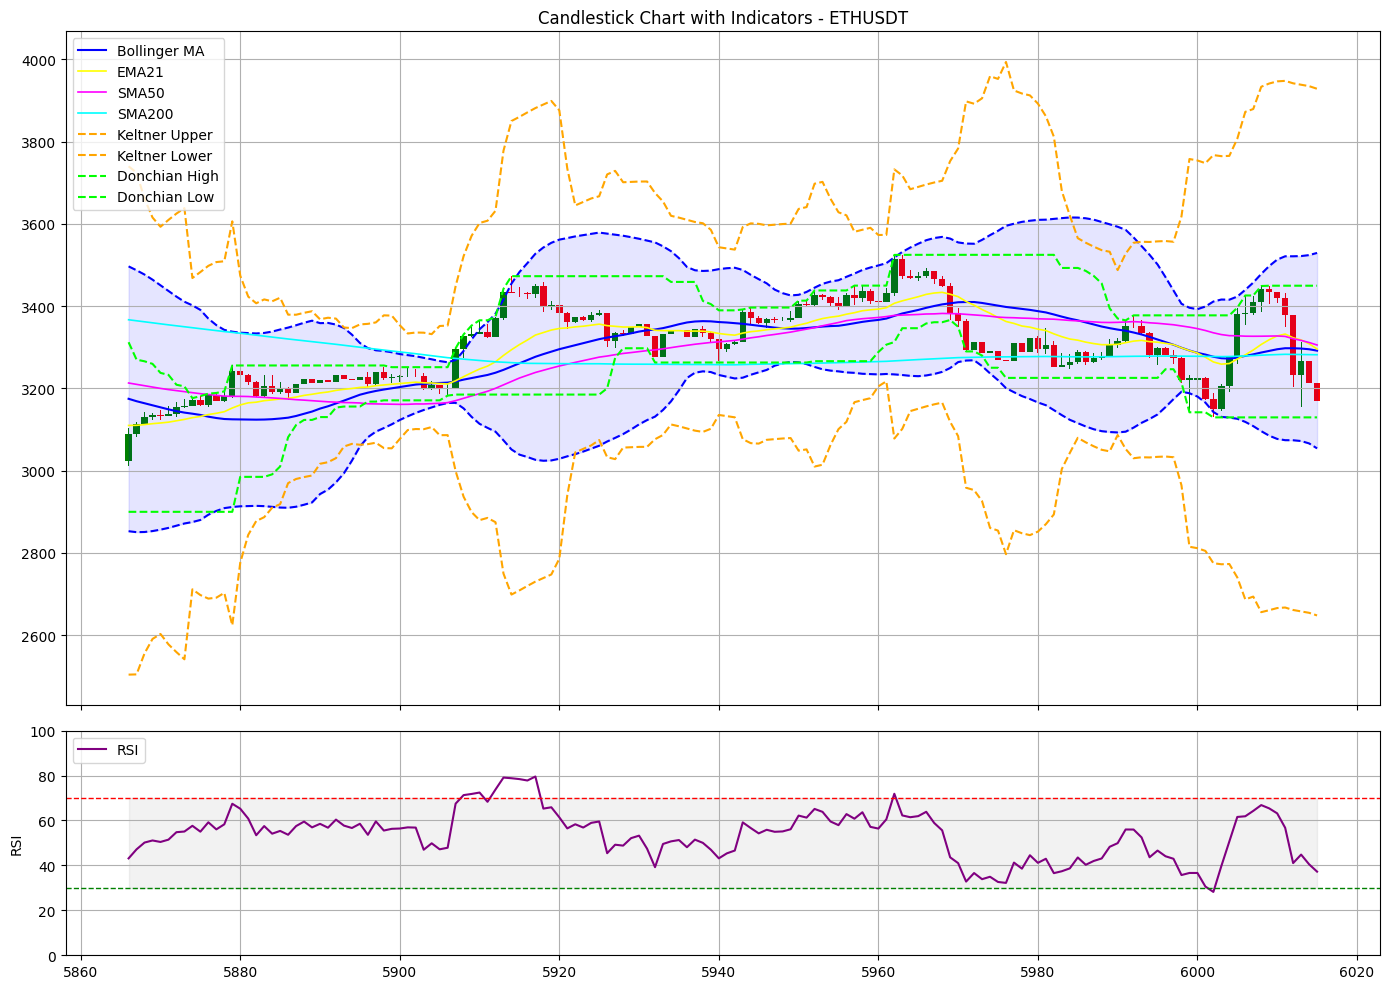 Candlestick Chart with Indicators - ETHUSDT
Bollinger MA
EMA21
SMA50
SMA200
Keltner Upper
Keltner Lower
Donchian High
Donchian Low
4000
3800
3600
3400
3200
3000
2800
2600
RSI
100
80
60
40
20
0
RSI
5860 5880 5900 5920 5940 5960 5980 6000 6020